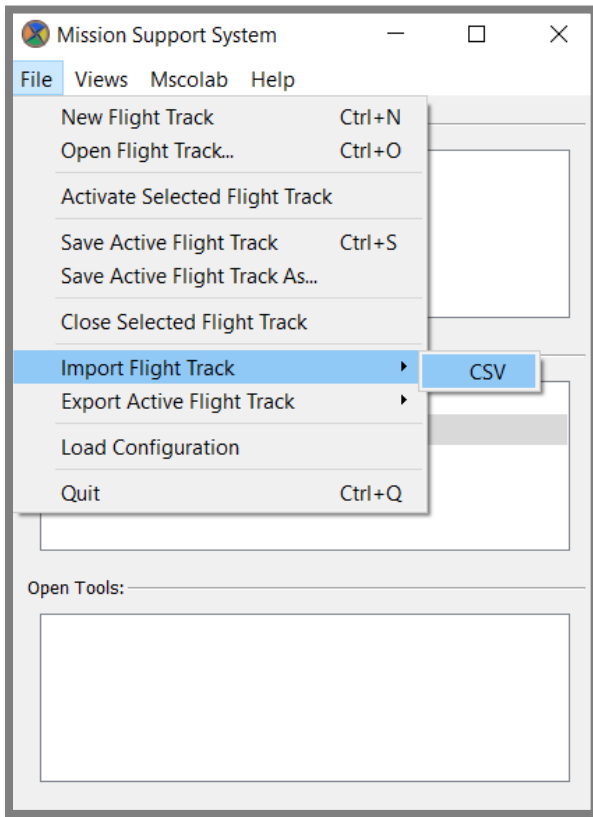 Mission Support System
File Views Mscolab Help
New Flight Track Ctrl+N
Open Flight Track... Ctrl+O
Activate Selected Flight Track
Save Active Flight Track Ctrl+S
Save Active Flight Track As...
Close Selected Flight Track
Import Flight Track CSV
Export Active Flight Track
Load Configuration
Quit Ctrl+Q
Open Tools: